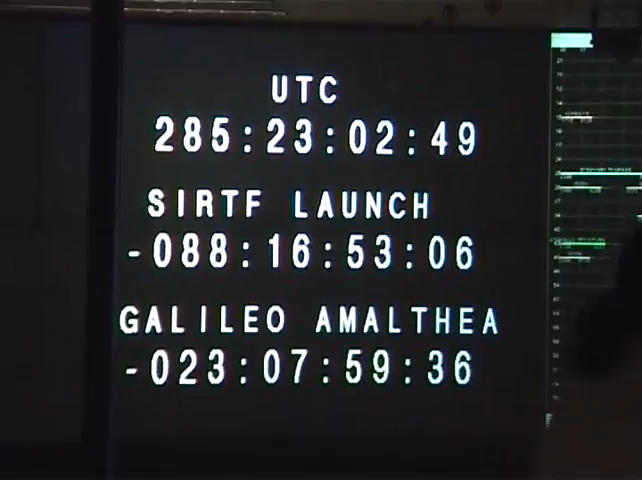 UTC
285:23:02:49
SIRTF LAUNCH
-088:16:53:06
GALILEO AMALTHEA
-023:07:59:36